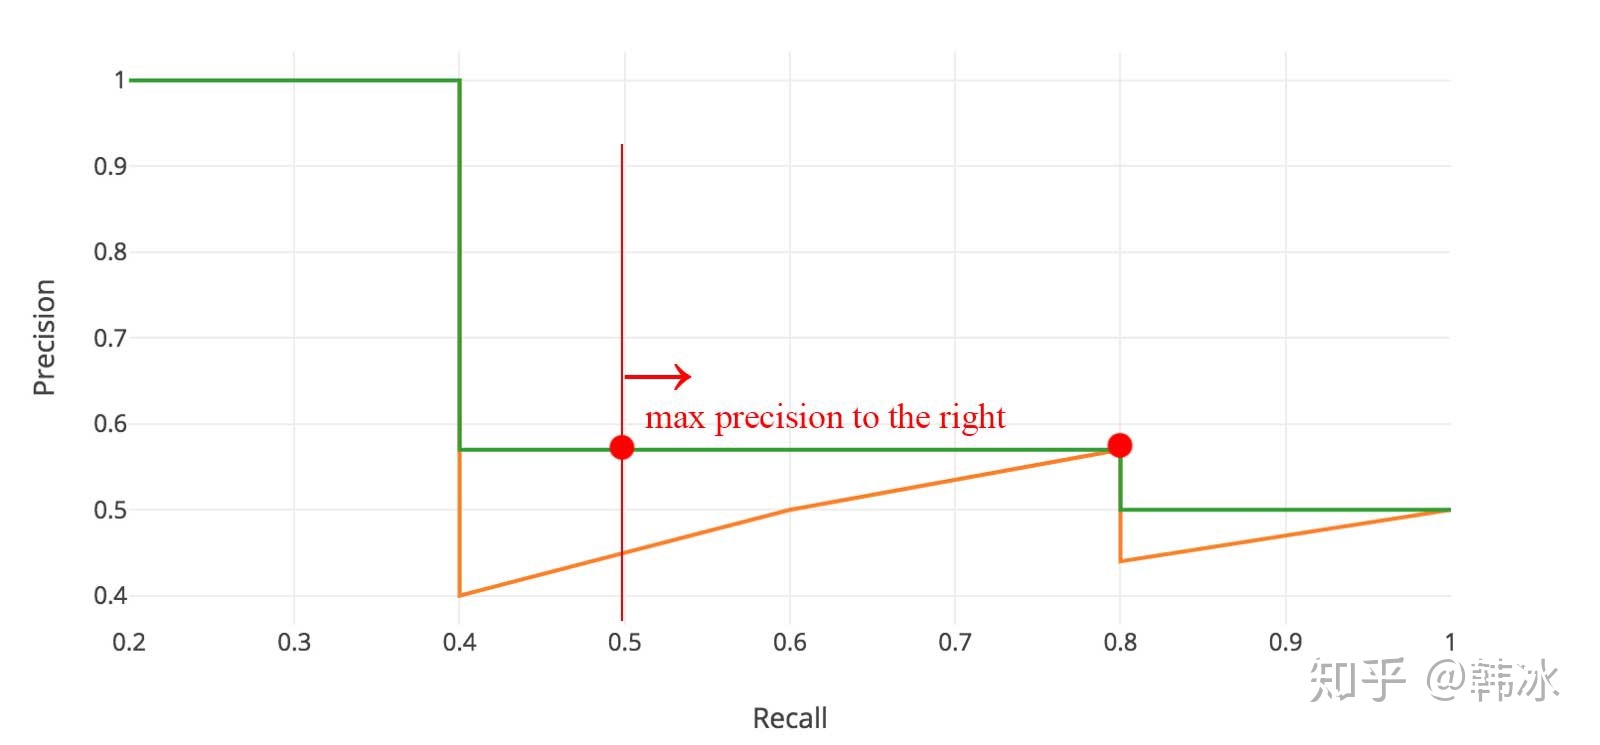 1
0.9
0.8
0.7
0.6
0.5
0.4
Precision
max precision to the right
0.2 0.3 0.4 0.5 0.6 0.7 0.8 0.9 1
Recall
知乎 @韩冰